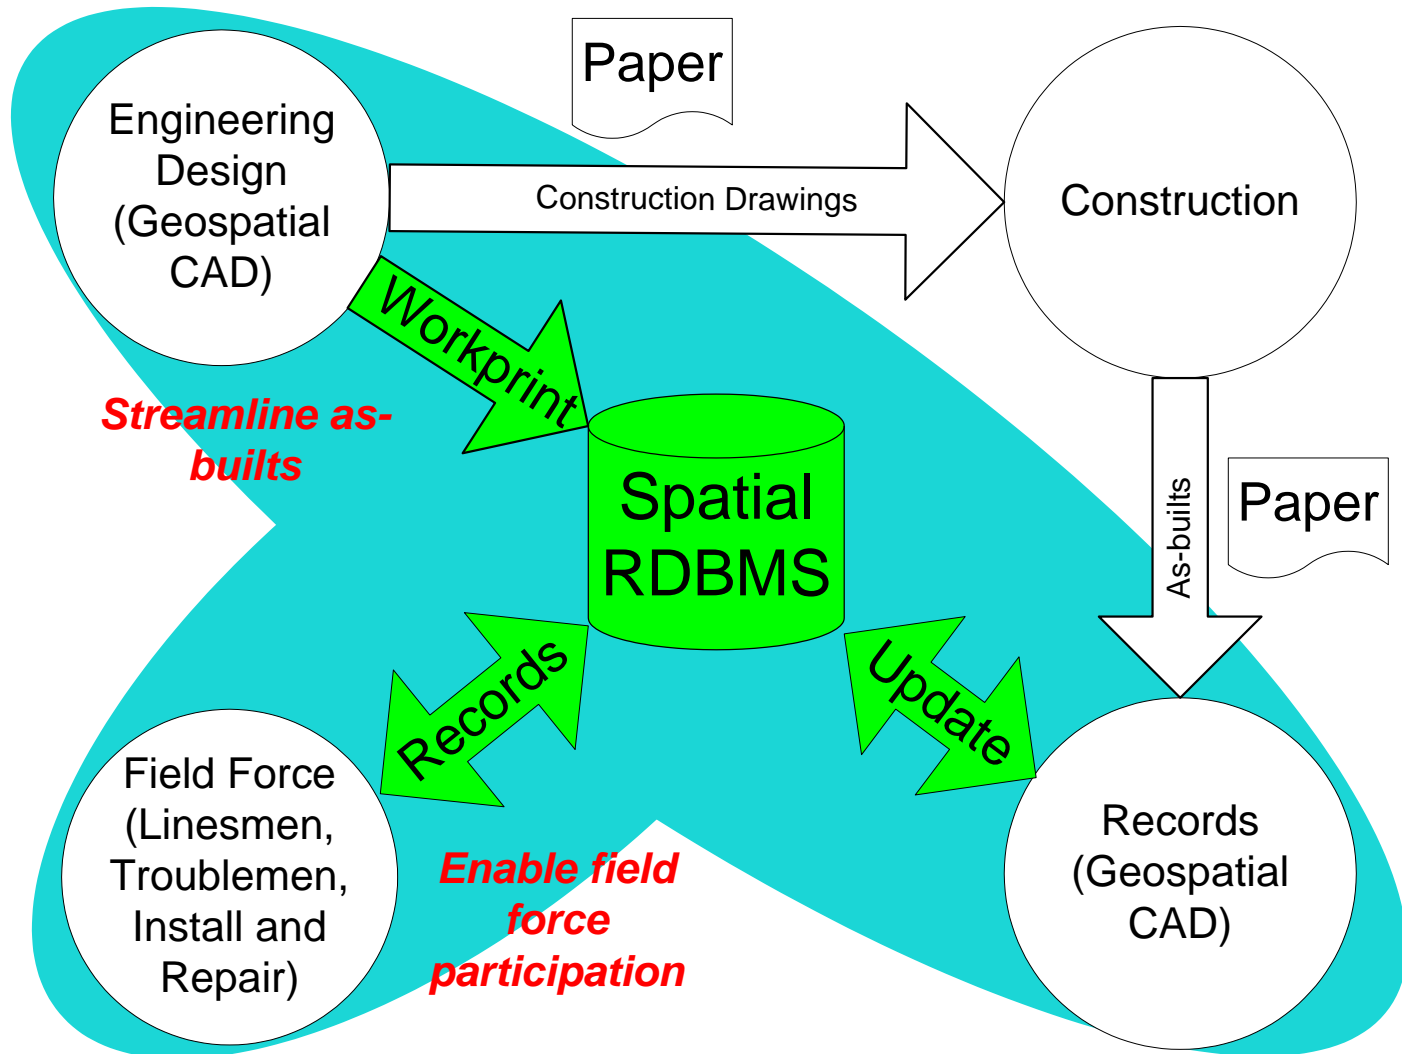 Paper
Engineering
Design
(Geospatial
CAD)
Construction Drawings
Construction
Workprint
Streamline as-
builts
Spatial
RDBMS
As-builts
Paper
Records
Update
Field Force
(Linesmen,
Troublemen,
Install and
Repair)
Enable field
force
participation
Records
(Geospatial
CAD)